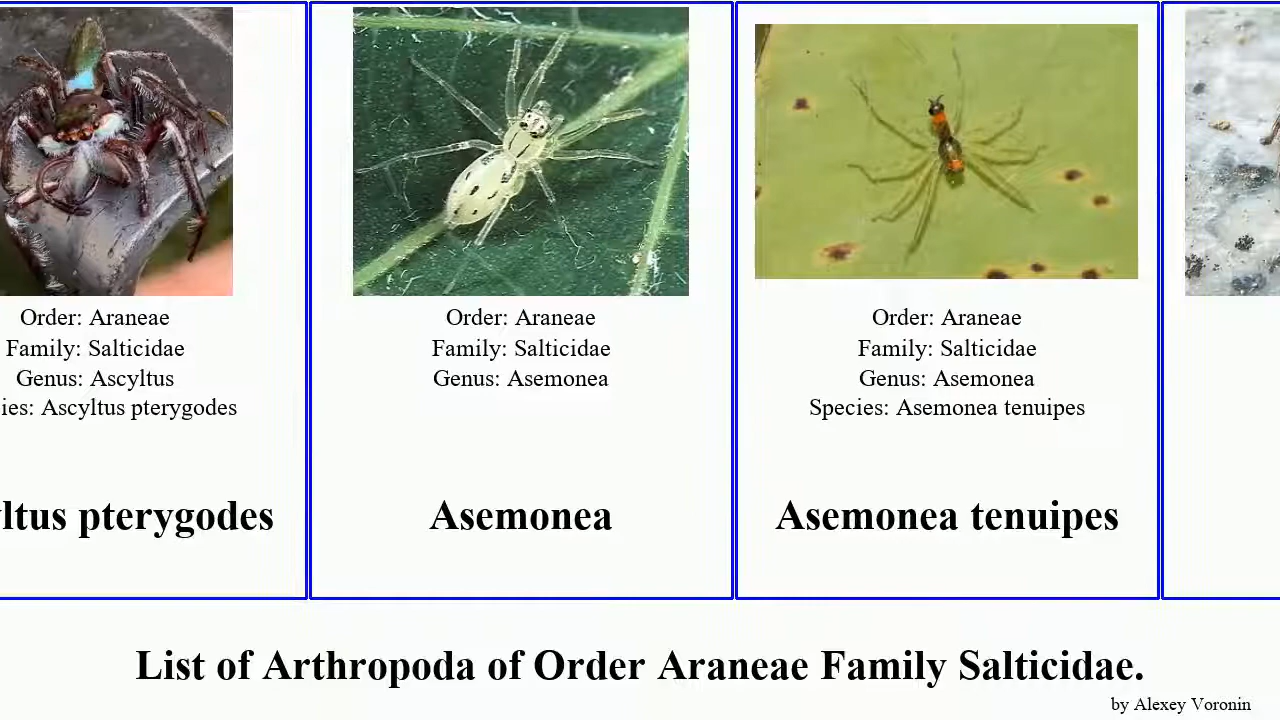 Order: Araneae
Family: Salticidae
Genus: Ascyltus
ies: Ascyltus pterygodes
ltus pterygodes
Order: Araneae
Family: Salticidae
Genus: Asemonea
Asemonea
Order: Araneae
Family: Salticidae
Genus: Asemonea
Species: Asemonea tenuipes
Asemonea tenuipes
List of Arthropoda of Order Araneae Family Salticidae.
by Alexey Voronin